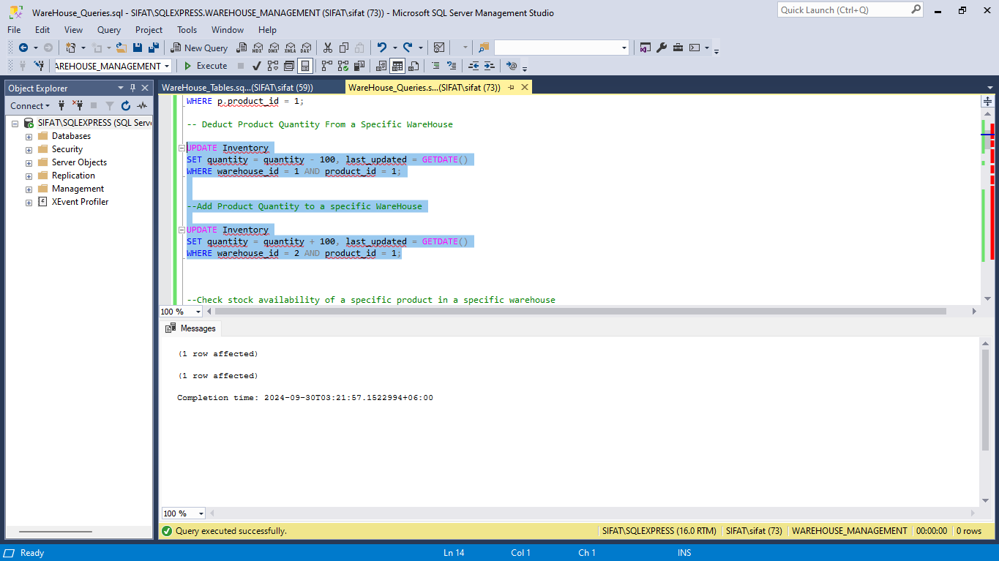 WareHouse_Queries.sql - SIFAT\SQLEXPRESS.WAREHOUSE_MANAGEMENT (SIFAT\sifat (73)) - Microsoft SQL Server Management Studio
Quick Launch (Ctrl+Q)
File Edit View Query Project Tools Window Help
New Query MDX DMX XMLA DAX
AREHOUSE_MANAGEMENT Execute
Object Explorer
WareHouse_Tables.sq...(SIFAT\sifat (59)) WareHouse_Queries.s...(SIFAT\sifat (73))
Connect
SIFAT\SQLEXPRESS (SQL Serve
Databases
Security
Server Objects
Replication
Management
XEvent Profiler
WHERE p.product_id = 1;
-- Deduct Product Quantity From a Specific WareHouse
UPDATE Inventory
SET quantity = quantity - 100, last_updated = GETDATE()
WHERE warehouse_id = 1 AND product_id = 1;
--Add Product Quantity to a specific WareHouse
UPDATE Inventory
SET quantity = quantity + 100, last_updated = GETDATE()
WHERE warehouse_id = 2 AND product_id = 1;
--Check stock availability of a specific product in a specific warehouse
100 %
Messages
(1 row affected)
(1 row affected)
Completion time: 2024-09-30T03:21:57.1522994+06:00
100 %
Query executed successfully. SIFAT\SQLEXPRESS (16.0 RTM) SIFAT\sifat (73) WAREHOUSE_MANAGEMENT 00:00:00 0 rows
Ready Ln 14 Col 1 Ch 1 INS